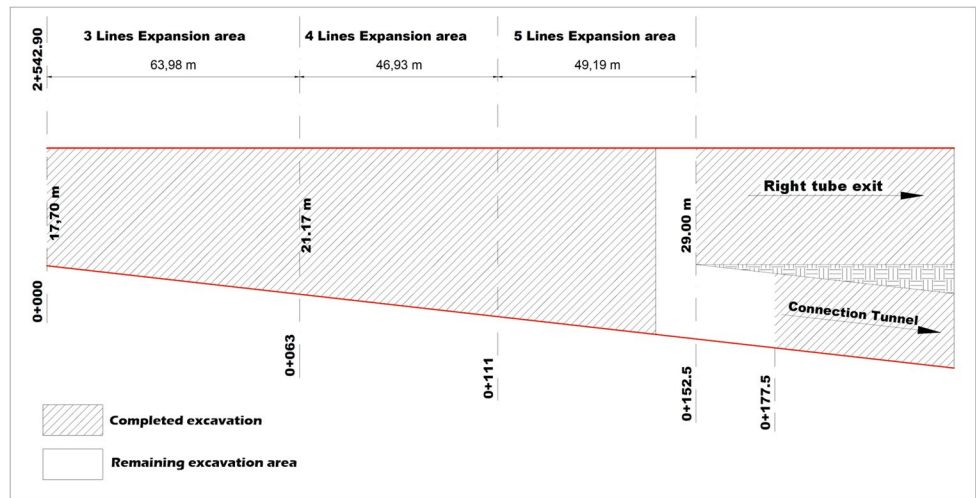 3 Lines Expansion area
4 Lines Expansion area
5 Lines Expansion area
2+542.90
63,98 m
46,93 m
49,19 m
17,70 m
21.17 m
29.00 m
Right tube exit
Connection Tunnel
0+000
0+063
0+111
0+152.5
0+177.5
Completed excavation
Remaining excavation area